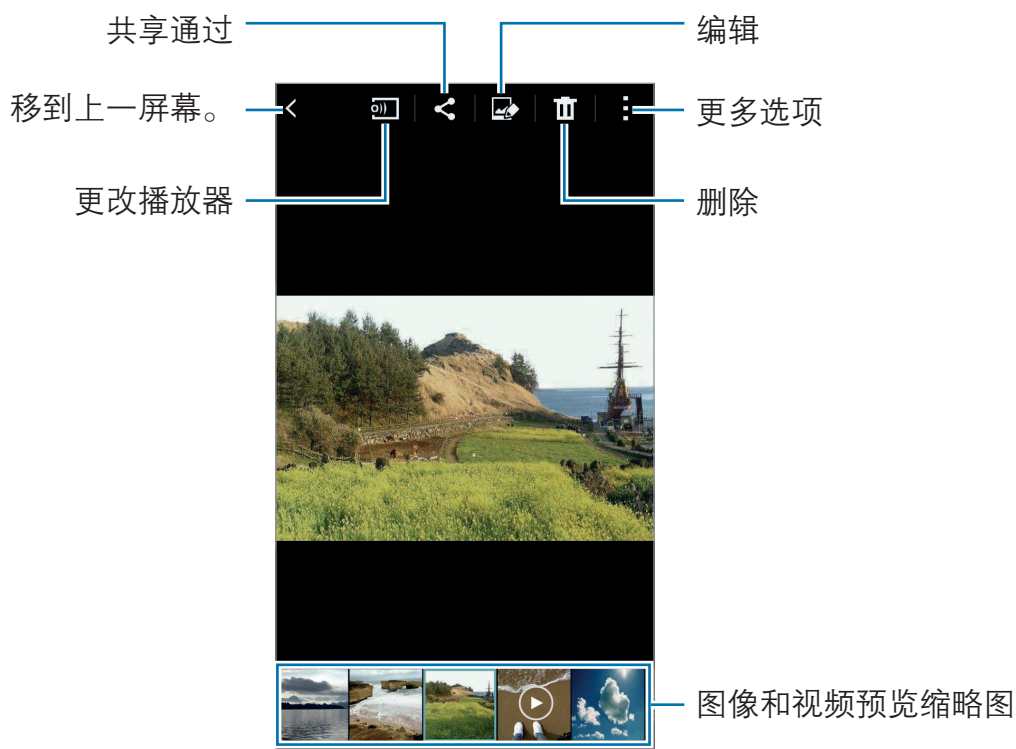 共享通过
编辑
移到上一屏幕。
更多选项
更改播放器
删除
图像和视频预览缩略图